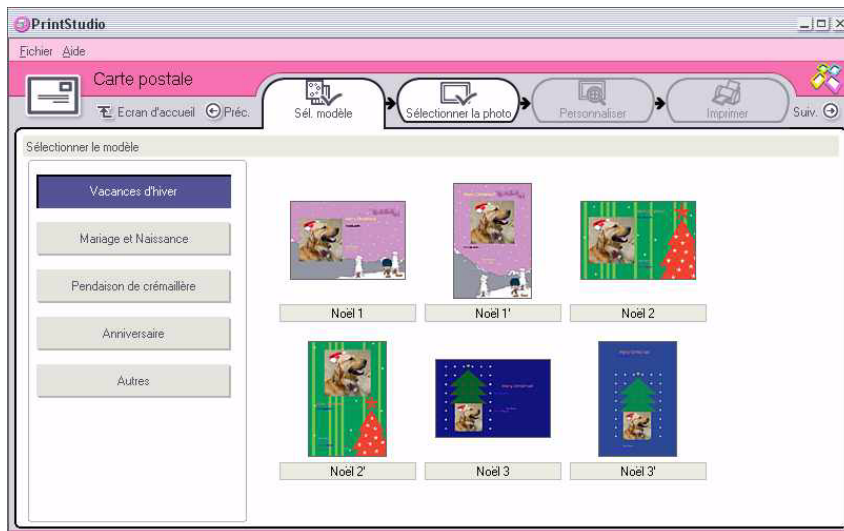 PrintStudio
Fichier Aide
Carte postale
Ecran d'accueil Préc.
Sél. modèle
Sélectionner la photo
Personnaliser
Imprimer
Suiv.
Sélectionner le modèle
Vacances d'hiver
Mariage et Naissance
Pendaison de crémaillère
Anniversaire
Autres
Noël 1
Noël 1'
Noël 2
Noël 2'
Noël 3
Noël 3'